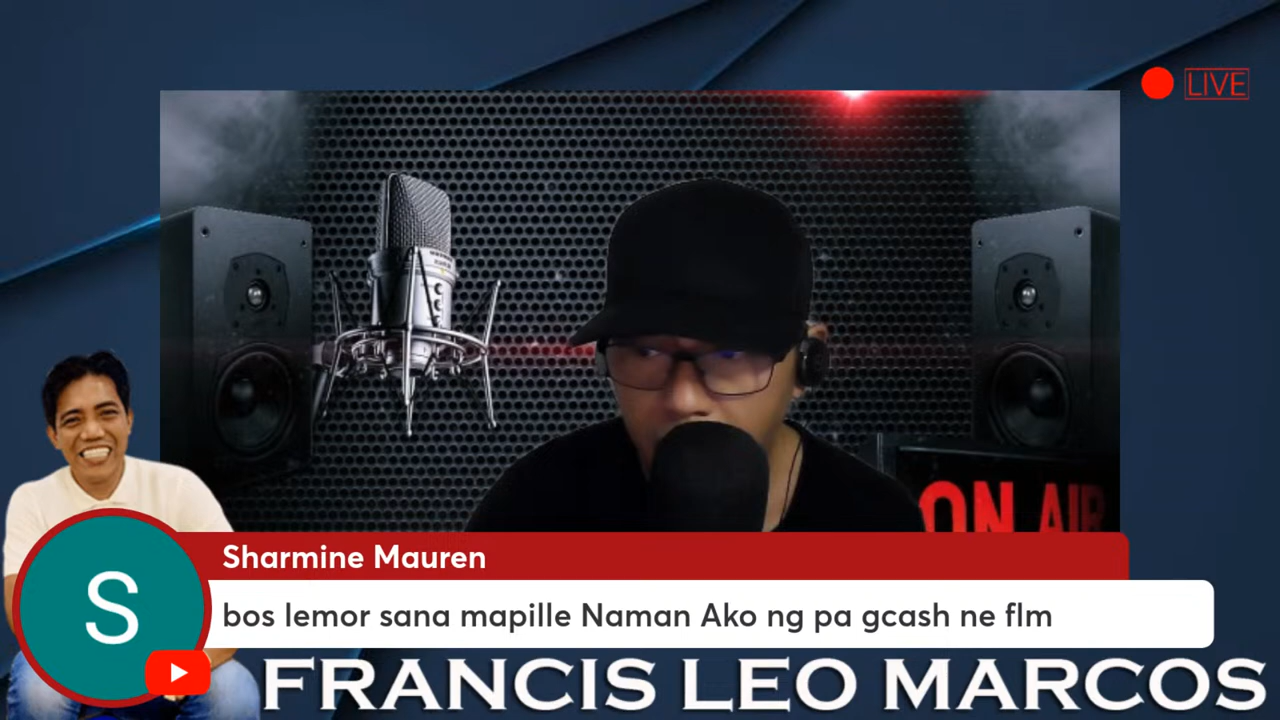 LIVE
ON AIR
Sharmine Mauren
S
bos lemor sana mapille Naman Ako ng pa gcash ne flm
FRANCIS LEO MARCOS